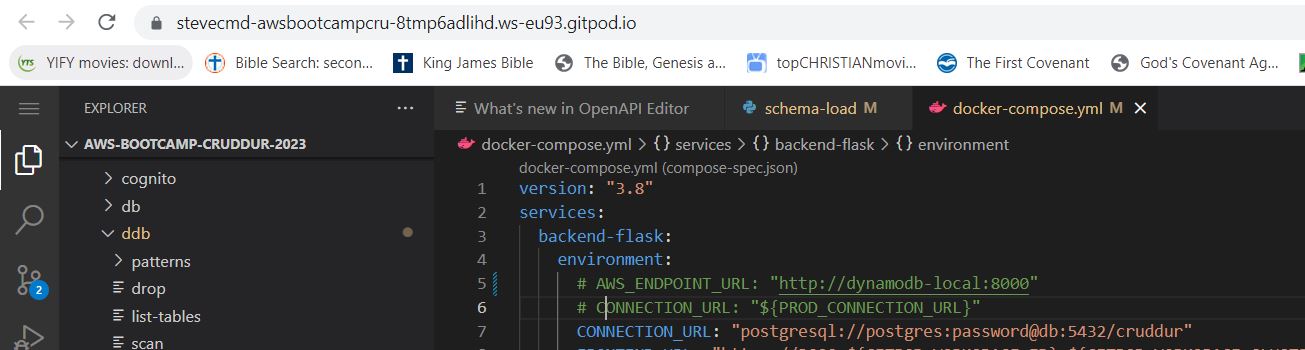 stevecmd-awsbootcampcru-8tmp6adlihd.ws-eu93.gitpod.io
YTS YIFY movies: downl... Bible Search: secon... King James Bible The Bible, Genesis a... topCHRISTIANmovi... The First Covenant God's Covenant Ag...
EXPLORER ... What's new in OpenAPI Editor schema-load M docker-compose.yml M
AWS-BOOTCAMP-CRUDDUR-2023
docker-compose.yml > {} services > {} backend-flask > {} environment
docker-compose.yml (compose-spec.json)
cognito
db
ddb
patterns
drop
list-tables
scan
2
1 version: "3.8"
2 services:
3 backend-flask:
4 environment:
5 # AWS_ENDPOINT_URL: "http://dynamodb-local:8000"
6 # CONNECTION_URL: "${PROD_CONNECTION_URL}"
7 CONNECTION_URL: "postgresql://postgres:password@db:5432/cruddur"